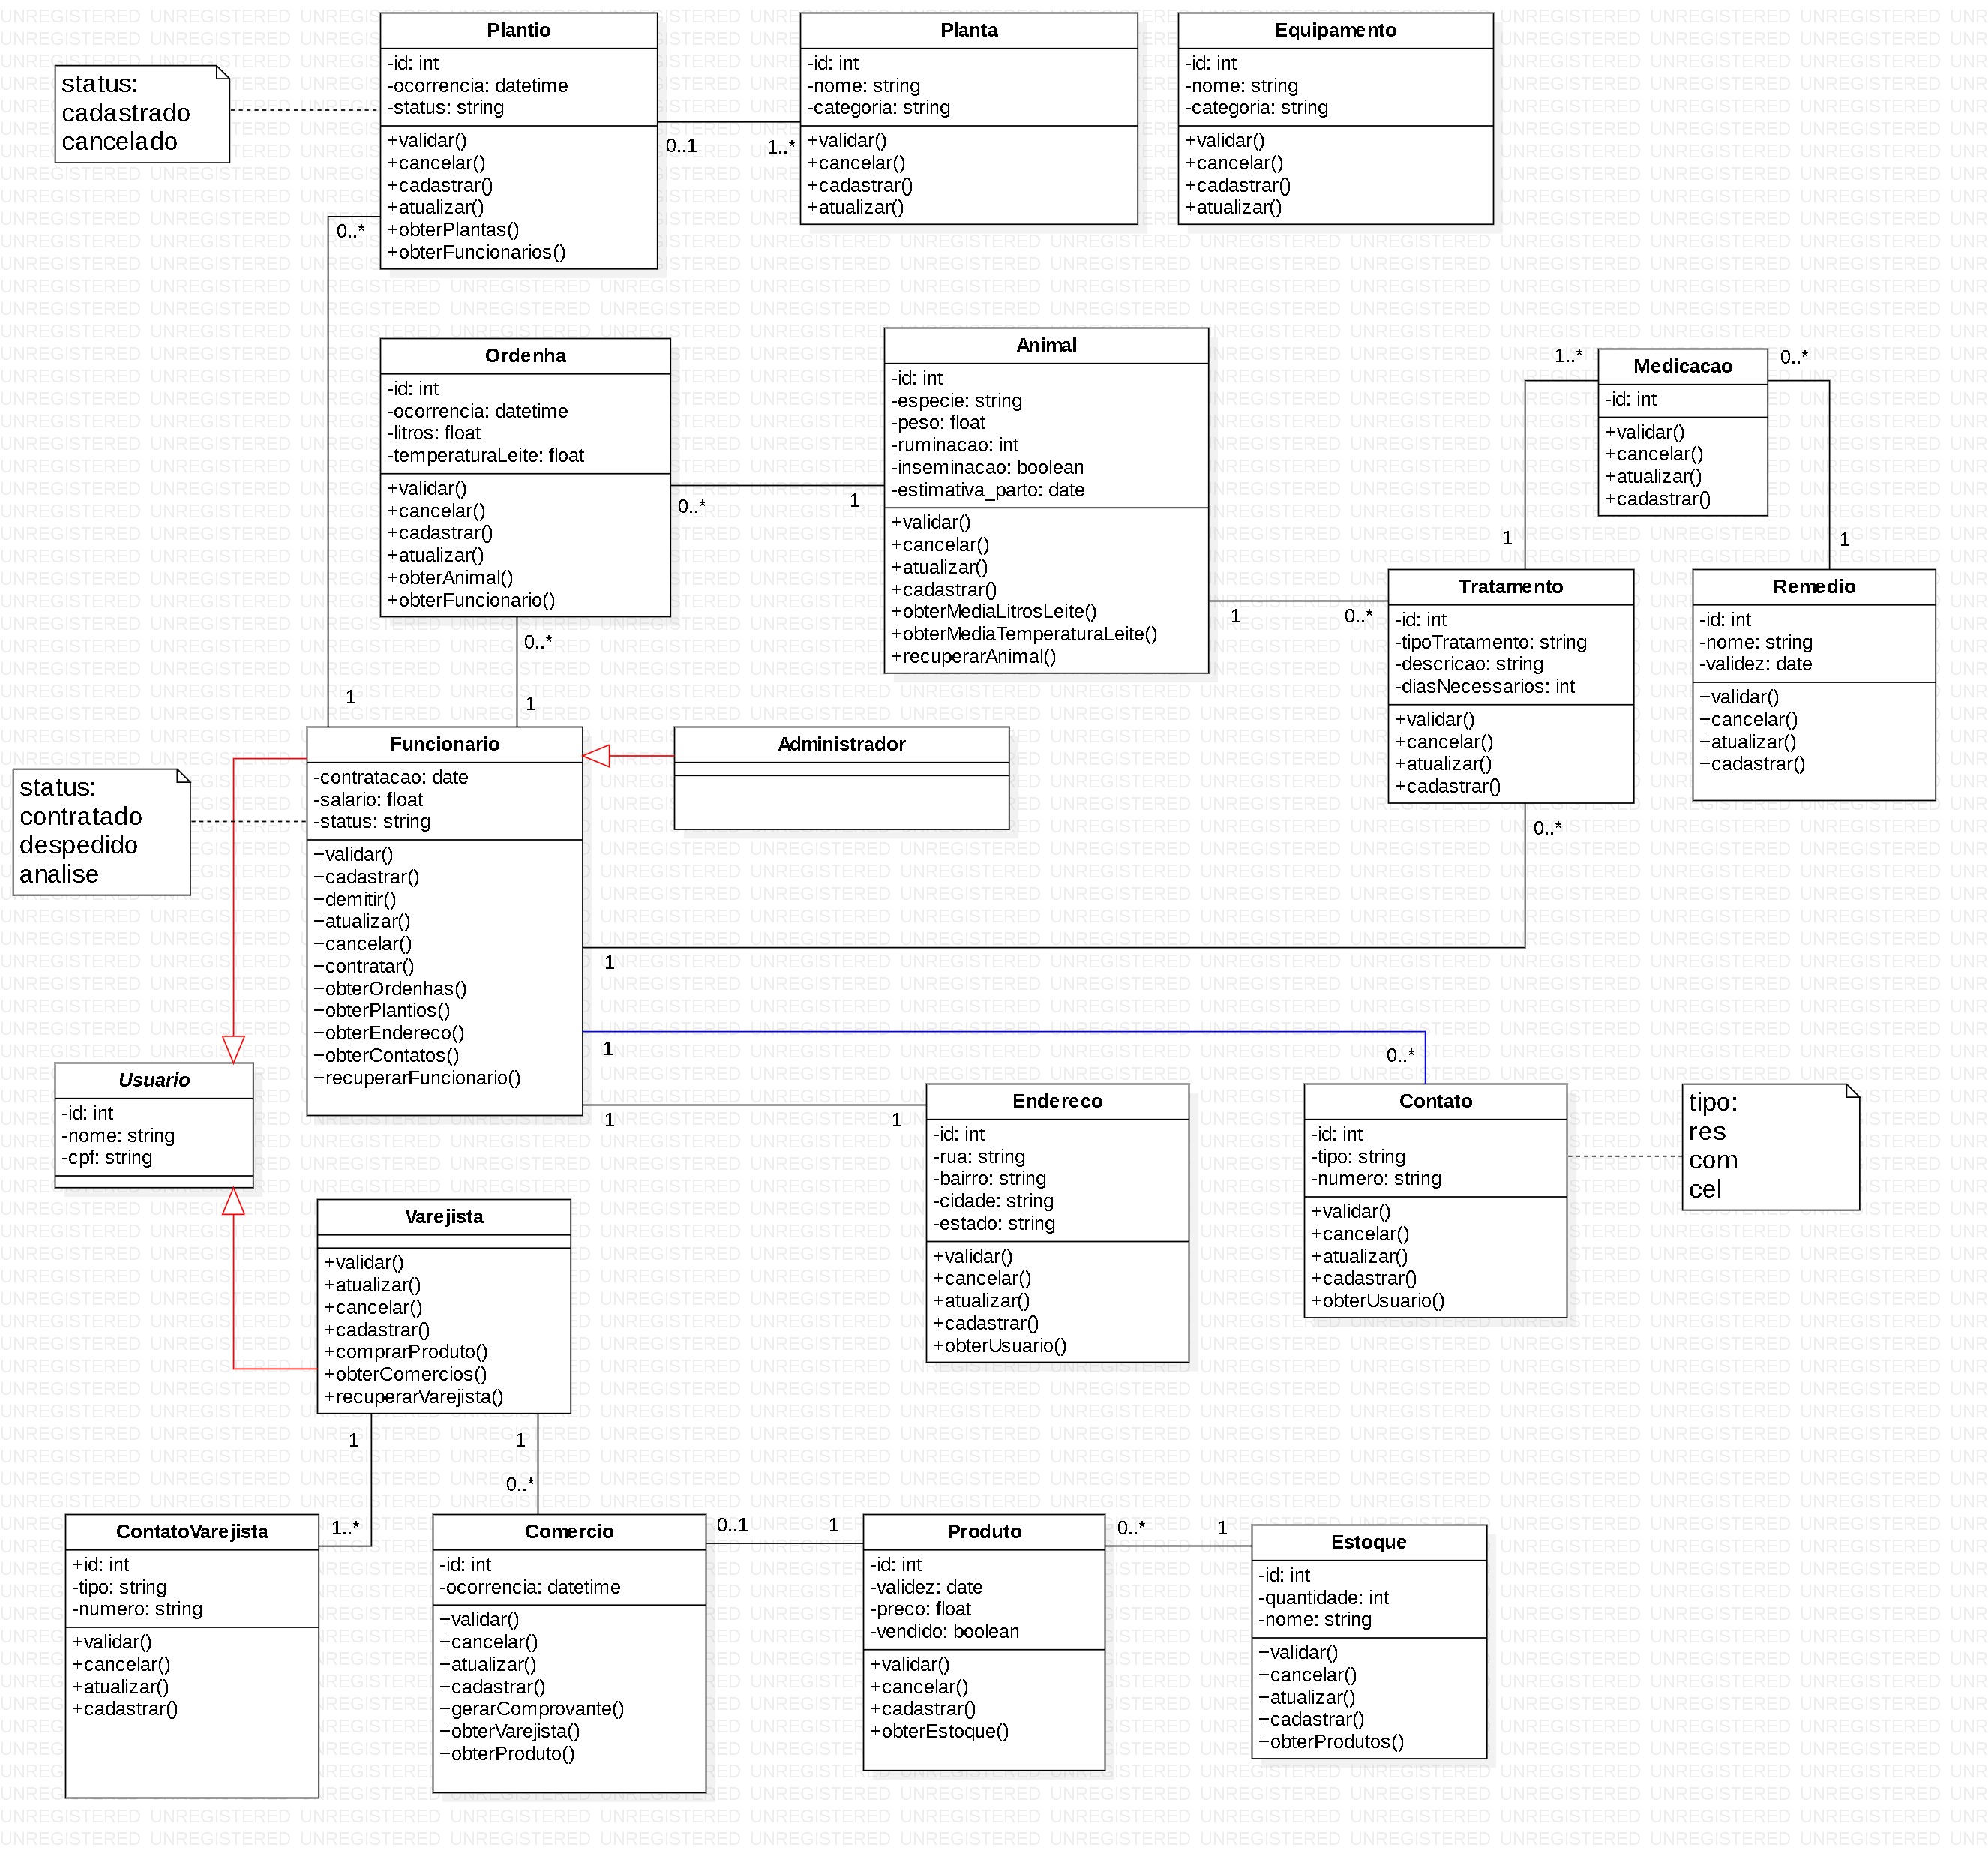 Plantio
-id: int
-ocorrencia: datetime
-status: string
+validar()
+cancelar()
+cadastrar()
+atualizar()
+obterPlantas()
+obterFuncionarios()
status:
cadastrado
cancelado
0..1
1..*
0..*
Planta
-id: int
-nome: string
-categoria: string
+validar()
+cancelar()
+cadastrar()
+atualizar()
Equipamento
-id: int
-nome: string
-categoria: string
+validar()
+cancelar()
+cadastrar()
+atualizar()
Ordenha
-id: int
-ocorrencia: datetime
-litros: float
-temperaturaLeite: float
+validar()
+cancelar()
+cadastrar()
+atualizar()
+obterAnimal()
+obterFuncionario()
0..*
1
0..*
1
1
Animal
-id: int
-especie: string
-peso: float
-ruminacao: int
-inseminacao: boolean
-estimativa_parto: date
+validar()
+cancelar()
+atualizar()
+cadastrar()
+obterMediaLitrosLeite()
+obterMediaTemperaturaLeite()
+recuperarAnimal()
1
0..*
1..*
Medicacao
-id: int
+validar()
+cancelar()
+atualizar()
+cadastrar()
0..*
1
1
Tratamento
-id: int
-tipoTratamento: string
-descricao: string
-diasNecessarios: int
+validar()
+cancelar()
+atualizar()
+cadastrar()
0..*
Remedio
-id: int
-nome: string
-validez: date
+validar()
+cancelar()
+atualizar()
+cadastrar()
Funcionario
-contratacao: date
-salario: float
-status: string
+validar()
+cadastrar()
+demitir()
+atualizar()
+cancelar()
+contratar()
+obterOrdenhas()
+obterPlantios()
+obterEndereco()
+obterContatos()
+recuperarFuncionario()
Administrador
status:
contratado
despedido
analise
1
1
0..*
1
1
Usuario
-id: int
-nome: string
-cpf: string
Endereco
-id: int
-rua: string
-bairro: string
-cidade: string
-estado: string
+validar()
+cancelar()
+atualizar()
+cadastrar()
+obterUsuario()
Contato
-id: int
-tipo: string
-numero: string
+validar()
+cancelar()
+atualizar()
+cadastrar()
+obterUsuario()
tipo:
res
com
cel
Varejista
+validar()
+atualizar()
+cancelar()
+cadastrar()
+comprarProduto()
+obterComercios()
+recuperarVarejista()
1
1
0..*
1..*
ContatoVarejista
+id: int
-tipo: string
-numero: string
+validar()
+cancelar()
+atualizar()
+cadastrar()
Comercio
-id: int
-ocorrencia: datetime
+validar()
+cancelar()
+atualizar()
+cadastrar()
+gerarComprovante()
+obterVarejista()
+obterProduto()
0..1
1
Produto
-id: int
-validez: date
-preco: float
-vendido: boolean
+validar()
+cancelar()
+cadastrar()
+obterEstoque()
0..*
1
Estoque
-id: int
-quantidade: int
-nome: string
+validar()
+cancelar()
+atualizar()
+cadastrar()
+obterProdutos()
UNREGISTERED